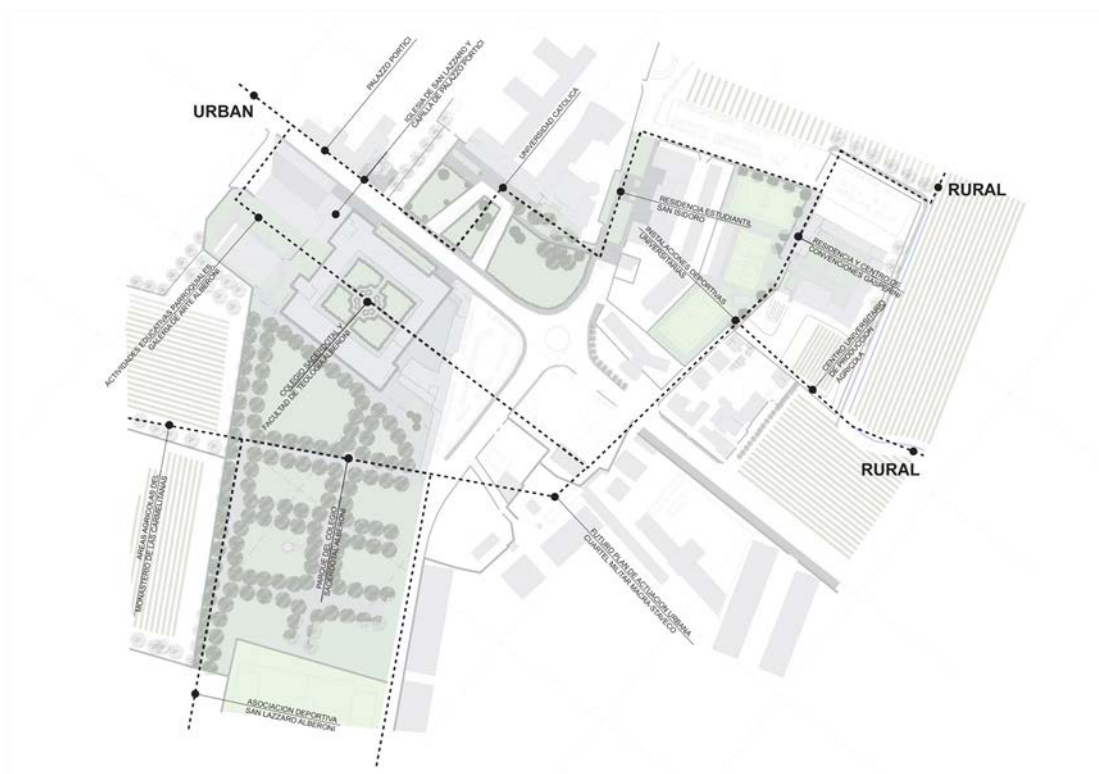 PALAZZO PORTICI
URBAN
IGLESIA DE SAN LAZZARO Y
CAPILLA DE PALAZZO PORTICI
UNIVERSIDAD CATOLICA
RURAL
RESIDENCIA ESTUDIANTIL
SAN ISIDORO
INSTALACIONES DEPORTIVAS
UNIVERSITARIAS
RESIDENCIA Y CENTRO DE
CONVENCIONES GASPERINI
ACTIVIDADES EDUCATIVAS PARROQUIALES
GALERIA DE ARTE ALBERONI
COLEGIO SACERDOTAL Y
FACULTAD DE TEOLOGIA ALBERONI
CENTRO UNIVERSITARIO
DE PRODUCCION
AGRICOLA
RURAL
AREAS AGRICOLAS DEL
MONASTERIO DE LAS CARMELITANAS
PARQUE DEL COLEGIO
SACERDOTAL ALBERONI
FUTURO PLAN DE ACTUACION URBANA
CUARTEL MILITAR MACRA-STAVECO
ASOCIACION DEPORTIVA
SAN LAZZARO ALBERONI